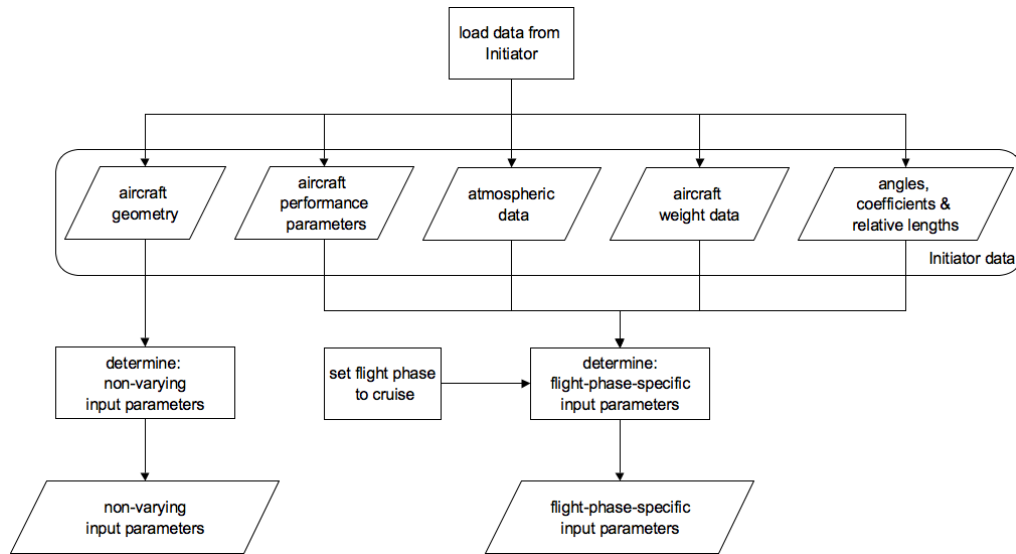 load data from
Initiator
aircraft
geometry
aircraft
performance
parameters
atmospheric
data
aircraft
weight data
angles,
coefficients &
relative lengths
Initiator data
determine:
non-varying
input parameters
set flight phase
to cruise
determine:
flight-phase-specific
input parameters
non-varying
input parameters
flight-phase-specific
input parameters